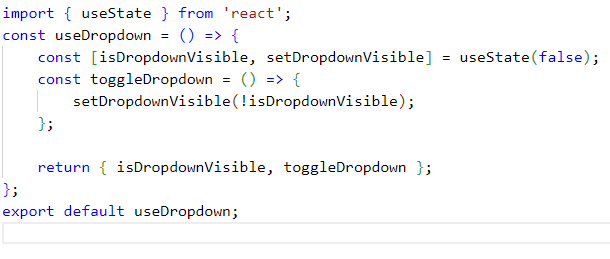 import { useState } from 'react';
const useDropdown = () => {
    const [isDropdownVisible, setDropdownVisible] = useState(false);
    const toggleDropdown = () => {
        setDropdownVisible(!isDropdownVisible);
    };

    return { isDropdownVisible, toggleDropdown };
};
export default useDropdown;